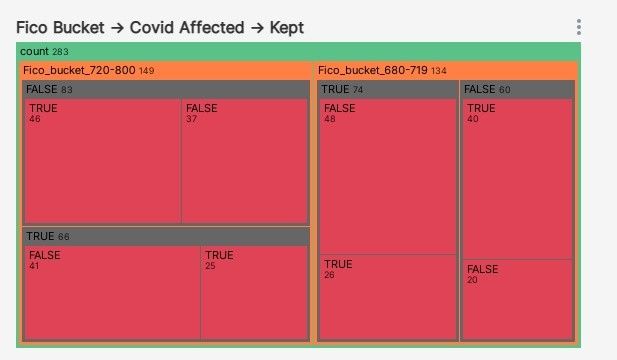 Fico Bucket → Covid Affected → Kept
count 283
Fico_bucket_720-800 149
FALSE 83
TRUE
46
FALSE
37
TRUE 66
FALSE
41
TRUE
25
Fico_bucket_680-719 134
TRUE 74
FALSE
48
TRUE
26
FALSE 60
TRUE
40
FALSE
20